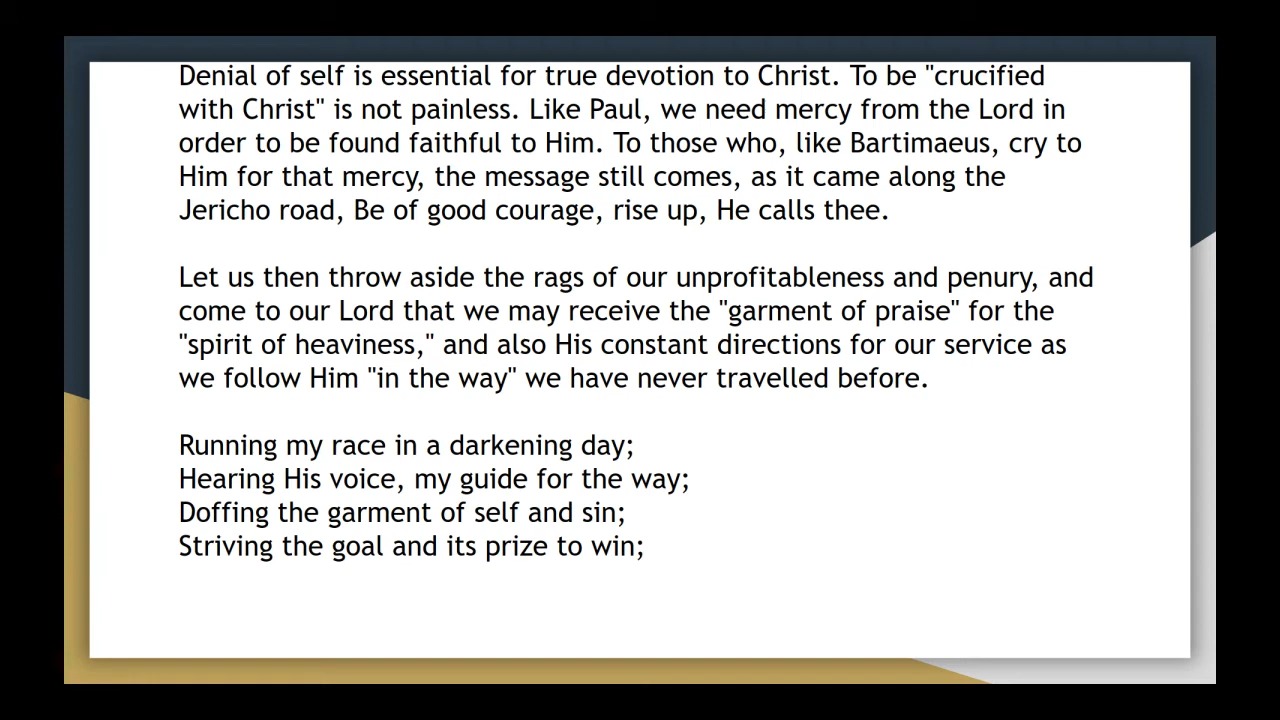 Denial of self is essential for true devotion to Christ. To be "crucified
with Christ" is not painless. Like Paul, we need mercy from the Lord in
order to be found faithful to Him. To those who, like Bartimaeus, cry to
Him for that mercy, the message still comes, as it came along the
Jericho road, Be of good courage, rise up, He calls thee.
Let us then throw aside the rags of our unprofitableness and penury, and
come to our Lord that we may receive the "garment of praise" for the
"spirit of heaviness," and also His constant directions for our service as
we follow Him "in the way" we have never travelled before.
Running my race in a darkening day;
Hearing His voice, my guide for the way;
Doffing the garment of self and sin;
Striving the goal and its prize to win;